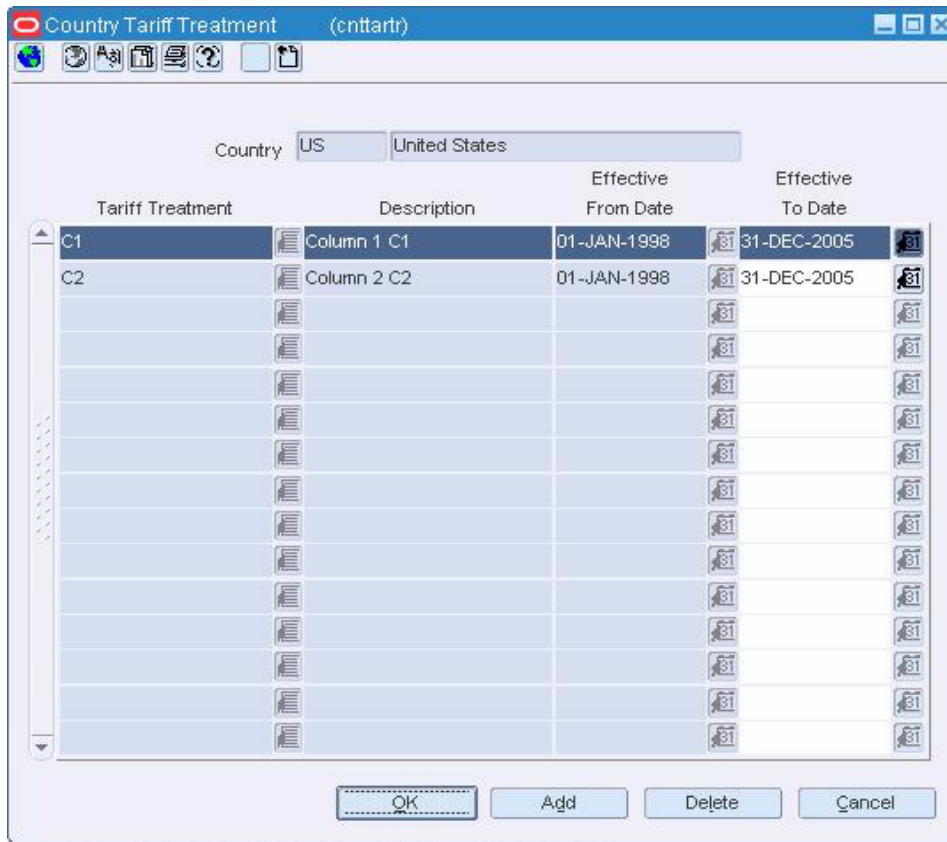 Country Tariff Treatment (cnttartr)
Country US United States
Effective Effective
Tariff Treatment Description From Date To Date
C1 Column 1 C1 01-JAN-1998 31-DEC-2005
C2 Column 2 C2 01-JAN-1998 31-DEC-2005
OK Add Delete Cancel